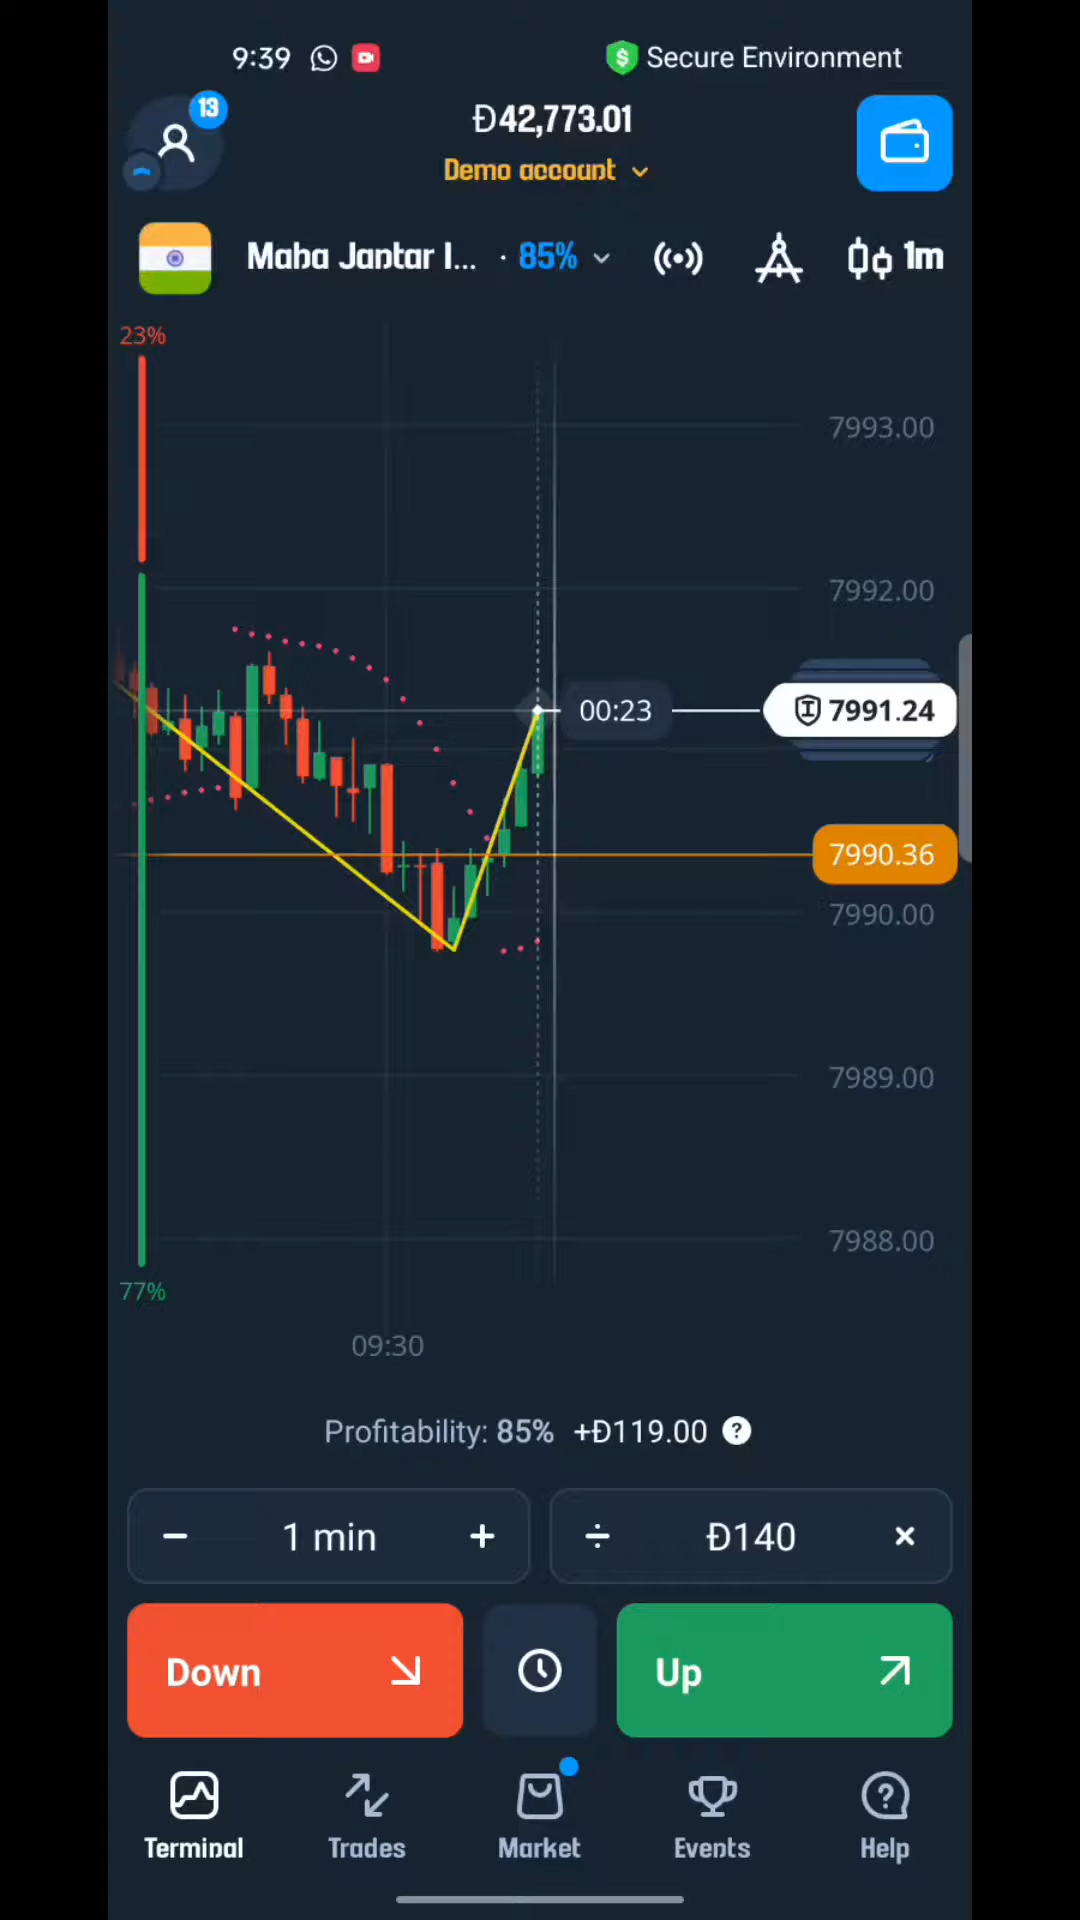 9:39
Secure Environment
13
Đ42,773.01
Demo account
Maha Jantar I... · 85%
1m
23%
7993.00
7992.00
00:23
7991.24
7990.36
7990.00
7989.00
7988.00
77%
09:30
Profitability: 85% +Đ119.00 ?
− 1 min +
÷ Đ140 ×
Down
Up
Terminal
Trades
Market
Events
Help